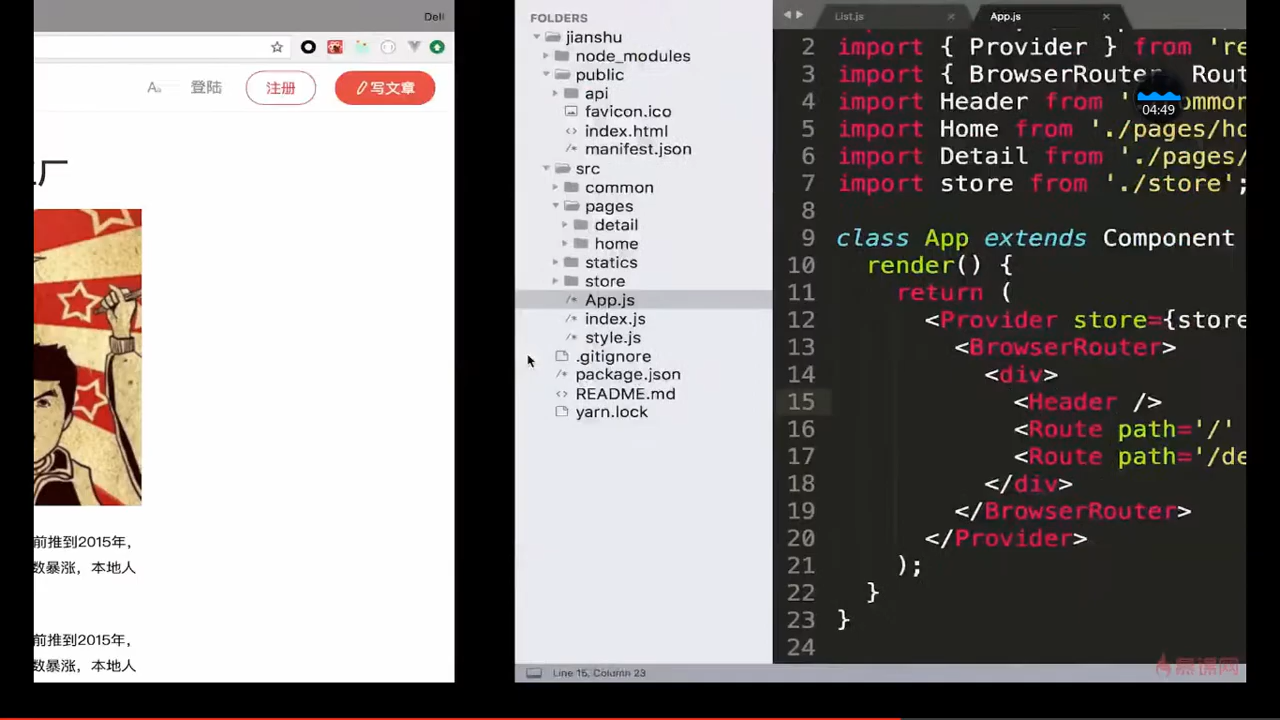 Deli
登陆
注册
写文章
厂
前推到2015年，
数暴涨，本地人
前推到2015年，
数暴涨，本地人
FOLDERS
jianshu
node_modules
public
api
favicon.ico
index.html
manifest.json
src
common
pages
detail
home
statics
store
App.js
index.js
style.js
.gitignore
package.json
README.md
yarn.lock
List.js
App.js
04:49
2 import { Provider } from 're
3 import { BrowserRouter, Rout
4 import Header from './common
5 import Home from './pages/ho
6 import Detail from './pages/
7 import store from './store';
8
9 class App extends Component
10 render() {
11 return (
12 <Provider store={store
13 <BrowserRouter>
14 <div>
15 <Header />
16 <Route path='/'
17 <Route path='/de
18 </div>
19 </BrowserRouter>
20 </Provider>
21 );
22 }
23 }
24
Line 15, Column 23
慕课网